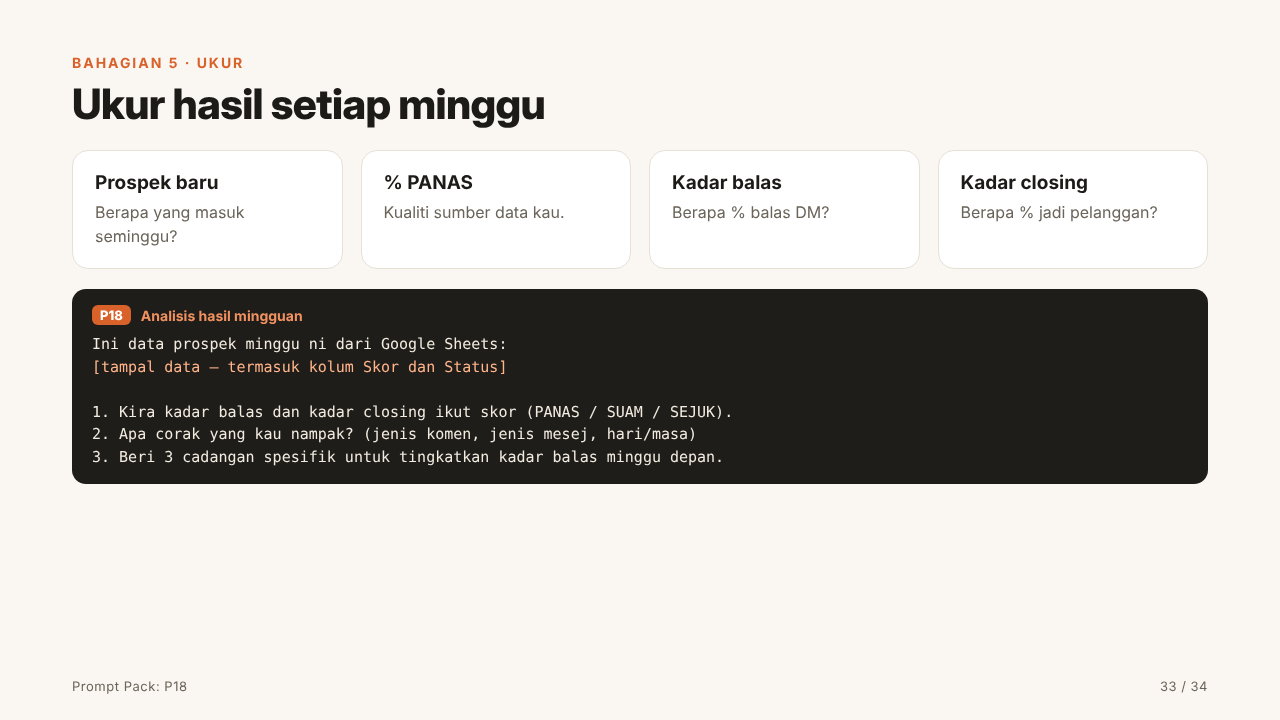 BAHAGIAN 5 · UKUR
Ukur hasil setiap minggu
Prospek baru
Berapa yang masuk
seminggu?
% PANAS
Kualiti sumber data kau.
Kadar balas
Berapa % balas DM?
Kadar closing
Berapa % jadi pelanggan?
P18 Analisis hasil mingguan
Ini data prospek minggu ni dari Google Sheets:
[tampal data — termasuk kolum Skor dan Status]
1. Kira kadar balas dan kadar closing ikut skor (PANAS / SUAM / SEJUK).
2. Apa corak yang kau nampak? (jenis komen, jenis mesej, hari/masa)
3. Beri 3 cadangan spesifik untuk tingkatkan kadar balas minggu depan.
Prompt Pack: P18
33 / 34